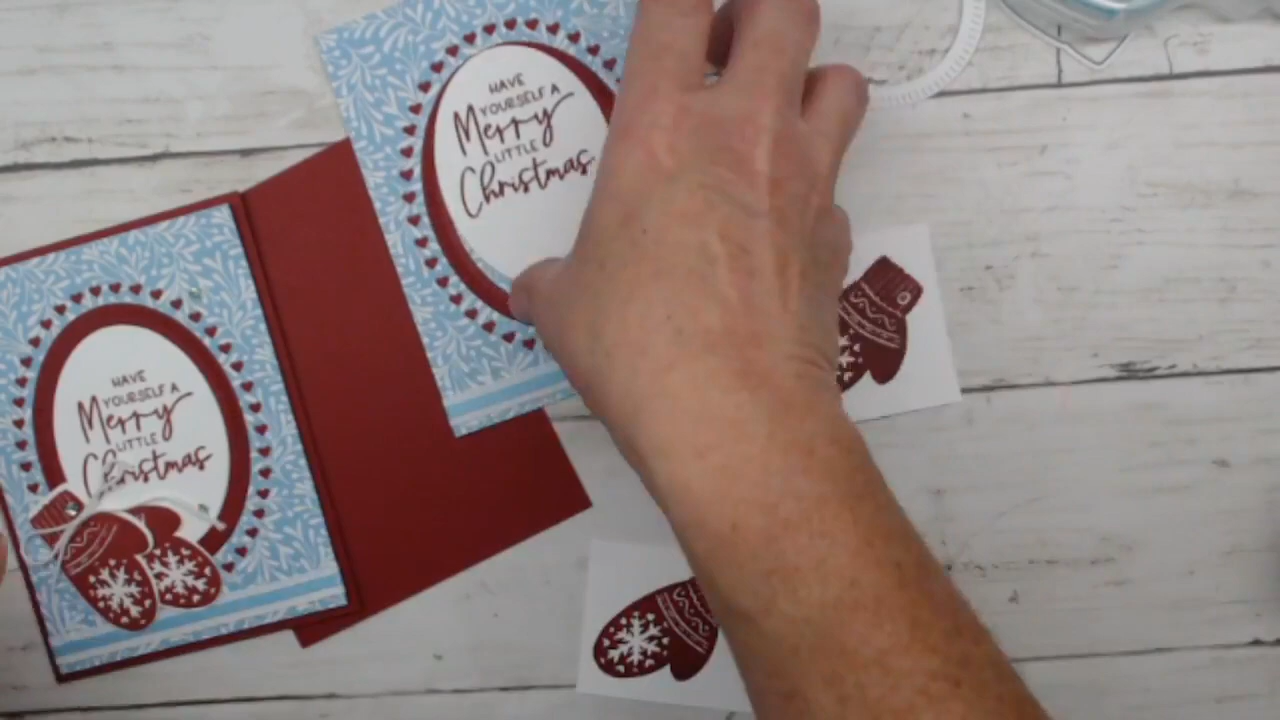 HAVE
YOURSELF A
Merry
LITTLE
Christmas
HAVE
YOURSELF A
Merry
LITTLE
Christmas